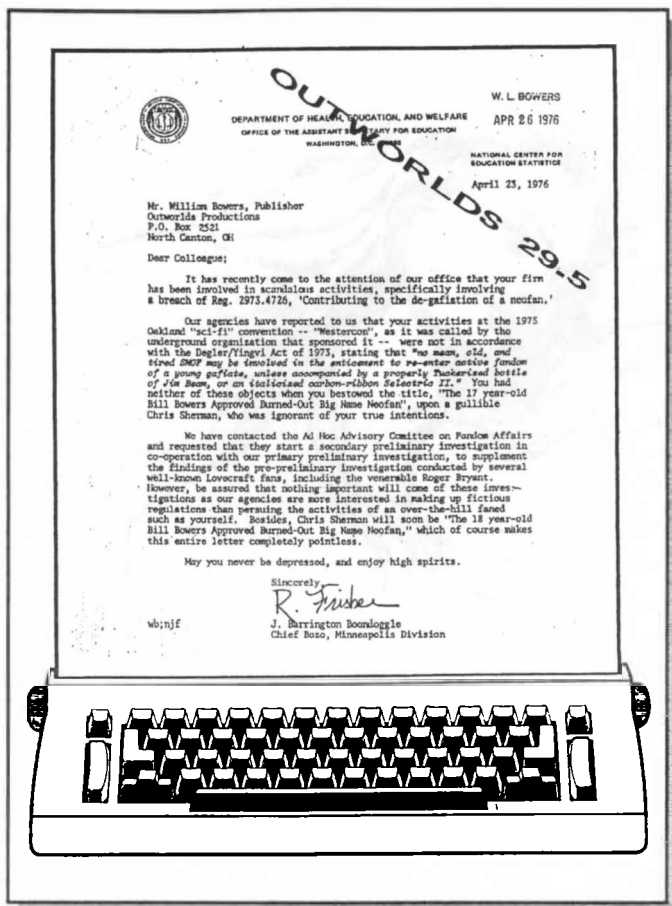 OUTWORLDS 29.5
W. L. BOWERS
APR 26 1976
DEPARTMENT OF HEALTH, EDUCATION, AND WELFARE
OFFICE OF THE ASSISTANT SECRETARY FOR EDUCATION
WASHINGTON, D.C.
NATIONAL CENTER FOR
EDUCATION STATISTICS
April 23, 1976
Mr. William Bowers, Publisher
Outworlds Productions
P.O. Box 2521
North Canton, OH
Dear Colleague;
It has recently come to the attention of our office that your firm
has been involved in scandalous activities, specifically involving
a breach of Reg. 2973.4726, 'Contributing to the de-gafiation of a neofan.'
Our agencies have reported to us that your activities at the 1975
Oakland "sci-fi" convention -- "Westercon", as it was called by the
underground organization that sponsored it -- were not in accordance
with the Degler/Yingvi Act of 1973, stating that "no mean, old, and
tired SMOF may be involved in the enticement to re-enter active fandom
of a young gafiate, unless accompanied by a properly Tuckerized bottle
of Jim Beam, or an italicized carbon-ribbon Selectric II." You had
neither of these objects when you bestowed the title, "The 17 year-old
Bill Bowers Approved Burned-Out Big Name Neofan", upon a gullible
Chris Sherman, who was ignorant of your true intentions.
We have contacted the Ad Hoc Advisory Comittee on Fandom Affairs
and requested that they start a secondary preliminary investigation in
co-operation with our primary preliminary investigation, to supplement
the findings of the pre-preliminary investigation conducted by several
well-known Lovecraft fans, including the venerable Roger Bryant.
However, be assured that nothing important will come of these inves-
tigations as our agencies are more interested in making up fictious
regulations than persuing the activities of an over-the-hill faned
such as yourself. Besides, Chris Sherman will soon be "The 18 year-old
Bill Bowers Approved Burned-Out Big Name Neofan," which of course makes
this entire letter completely pointless.
May you never be depressed, and enjoy high spirits.
Sincerely,
R. Frisbee
wb;njf
J. Barrington Boondoggle
Chief Bozo, Minneapolis Division